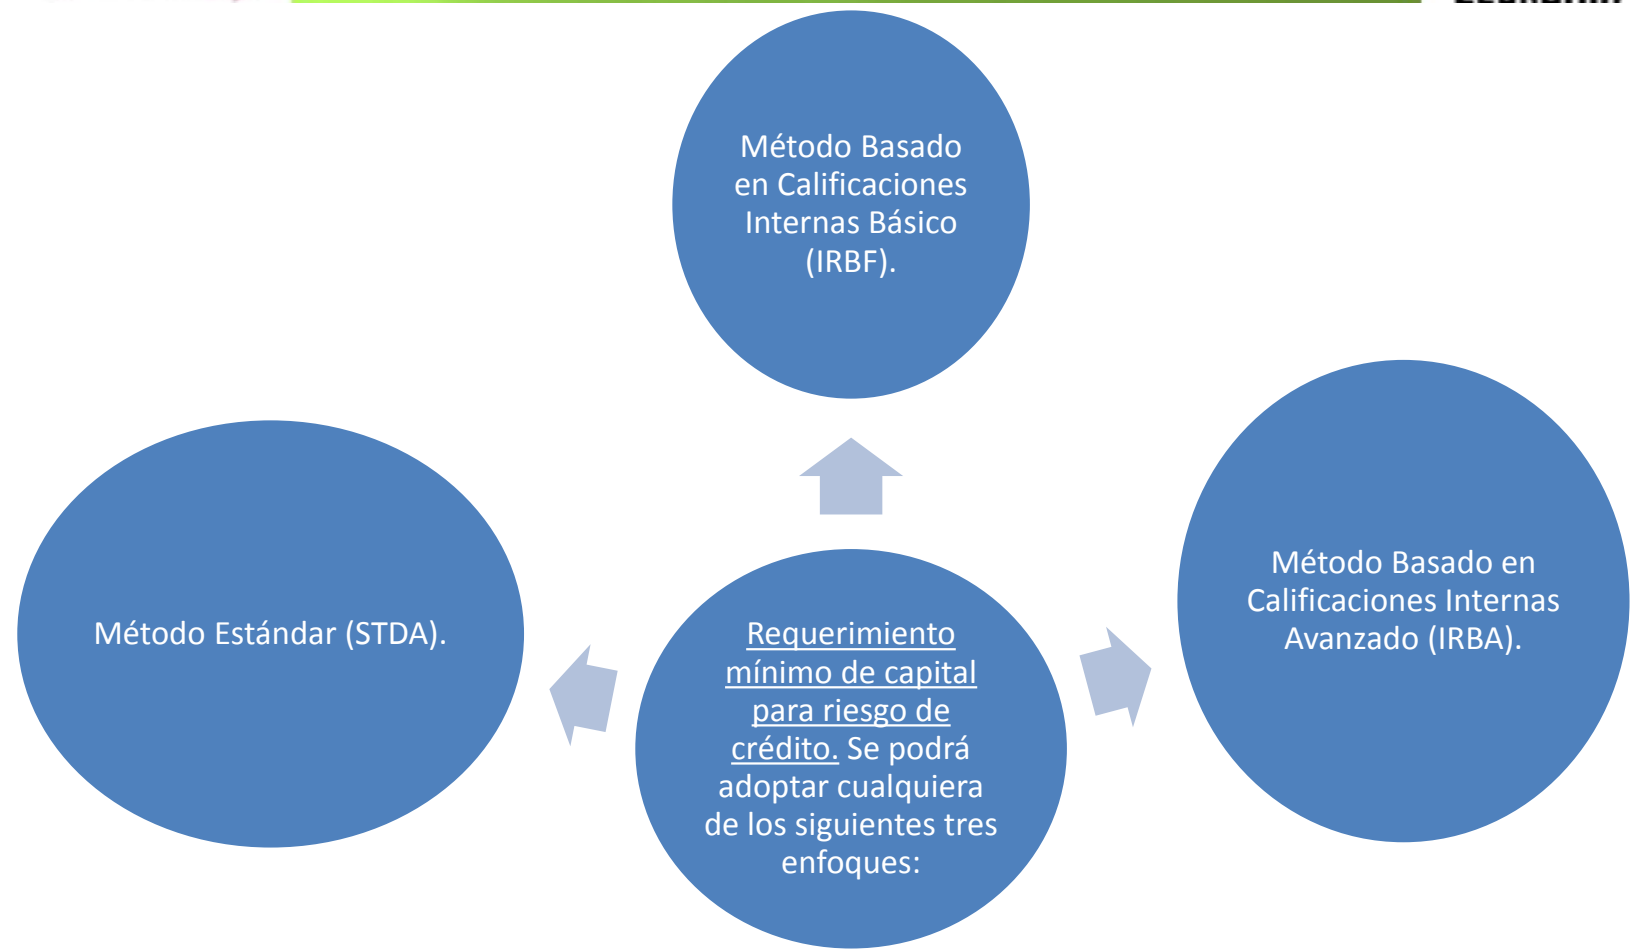 Método Basado
en Calificaciones
Internas Básico
(IRBF).
Método Estándar (STDA).
Requerimiento
mínimo de capital
para riesgo de
crédito. Se podrá
adoptar cualquiera
de los siguientes tres
enfoques:
Método Basado en
Calificaciones Internas
Avanzado (IRBA).